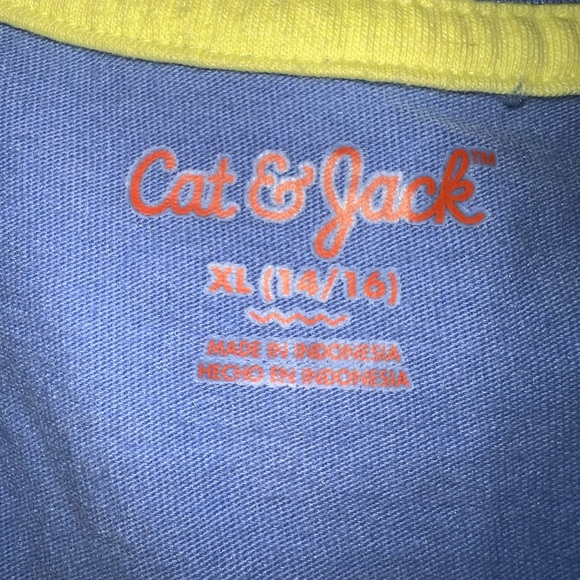 Cat & Jack™
XL (14/16)
MADE IN INDONESIA
HECHO EN INDONESIA